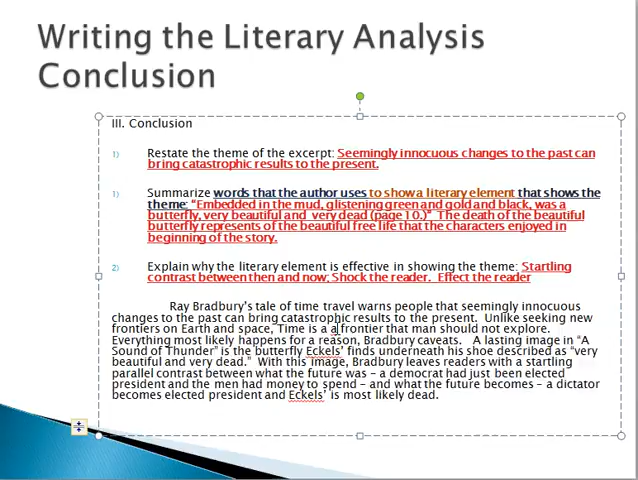 Writing the Literary Analysis
Conclusion
III. Conclusion
1) Restate the theme of the excerpt: Seemingly innocuous changes to the past can
bring catastrophic results to the present.
1) Summarize words that the author uses to show a literary element that shows the
theme: “Embedded in the mud, glistening green and gold and black, was a
butterfly, very beautiful and very dead (page 10.)” The death of the beautiful
butterfly represents of the beautiful free life that the characters enjoyed in
beginning of the story.
2) Explain why the literary element is effective in showing the theme: Startling
contrast between then and now; Shock the reader. Effect the reader
Ray Bradbury’s tale of time travel warns people that seemingly innocuous
changes to the past can bring catastrophic results to the present. Unlike seeking new
frontiers on Earth and space, Time is a a frontier that man should not explore.
Everything most likely happens for a reason, Bradbury caveats. A lasting image in “A
Sound of Thunder” is the butterfly Eckels’ finds underneath his shoe described as “very
beautiful and very dead.” With this image, Bradbury leaves readers with a startling
parallel contrast between what the future was – a democrat had just been elected
president and the men had money to spend – and what the future becomes – a dictator
becomes elected president and Eckels’ is most likely dead.